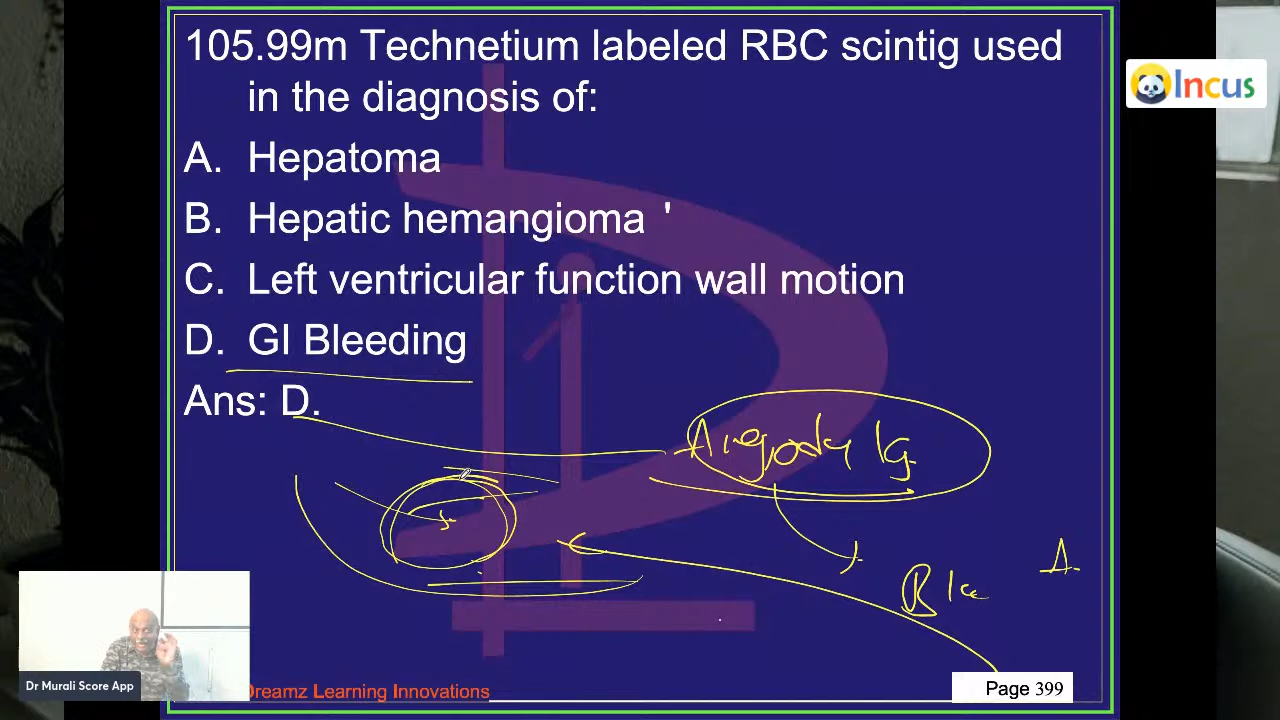 105.99m Technetium labeled RBC scintig used
in the diagnosis of:
A. Hepatoma
B. Hepatic hemangioma '
C. Left ventricular function wall motion
D. GI Bleeding
Ans: D.
A
Incus
Dr Murali Score App
Dreamz Learning Innovations
Page 399